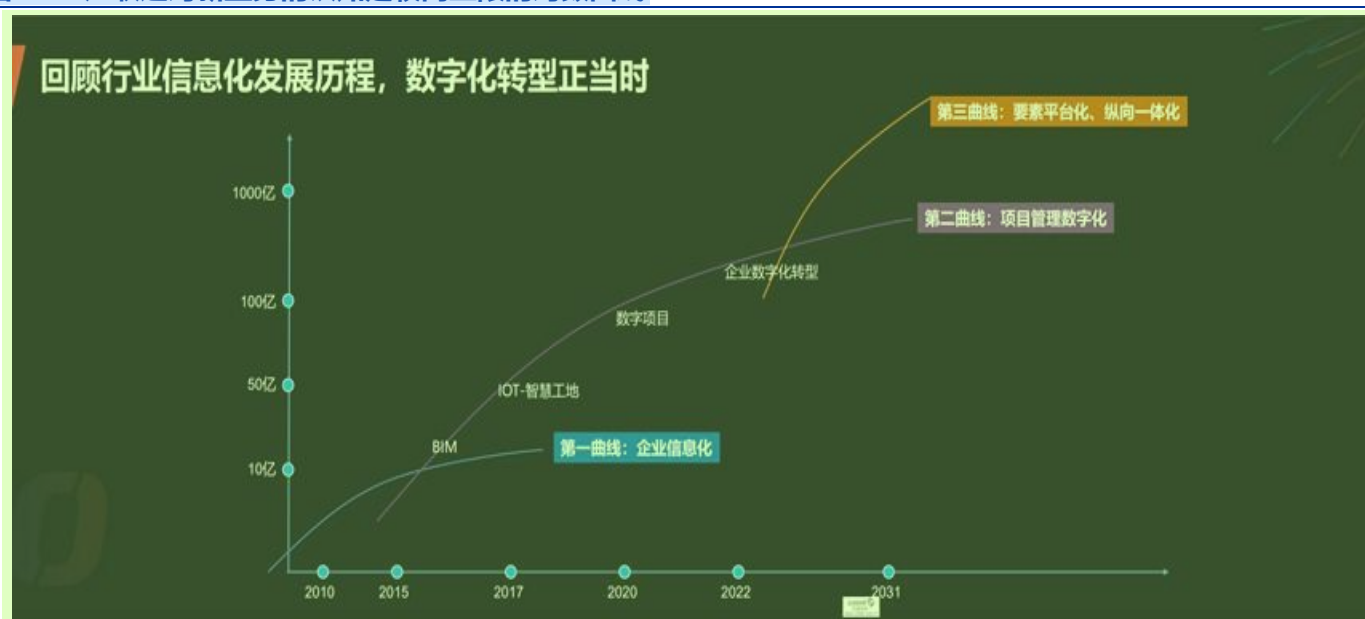 回顾行业信息化发展历程，数字化转型正当时
第三曲线：要素平台化、纵向一体化
1000亿
第二曲线：项目管理数字化
企业数字化转型
100亿
数字项目
50亿
IOT-智慧工地
BIM
第一曲线：企业信息化
10亿
2010 2015 2017 2020 2022 2031